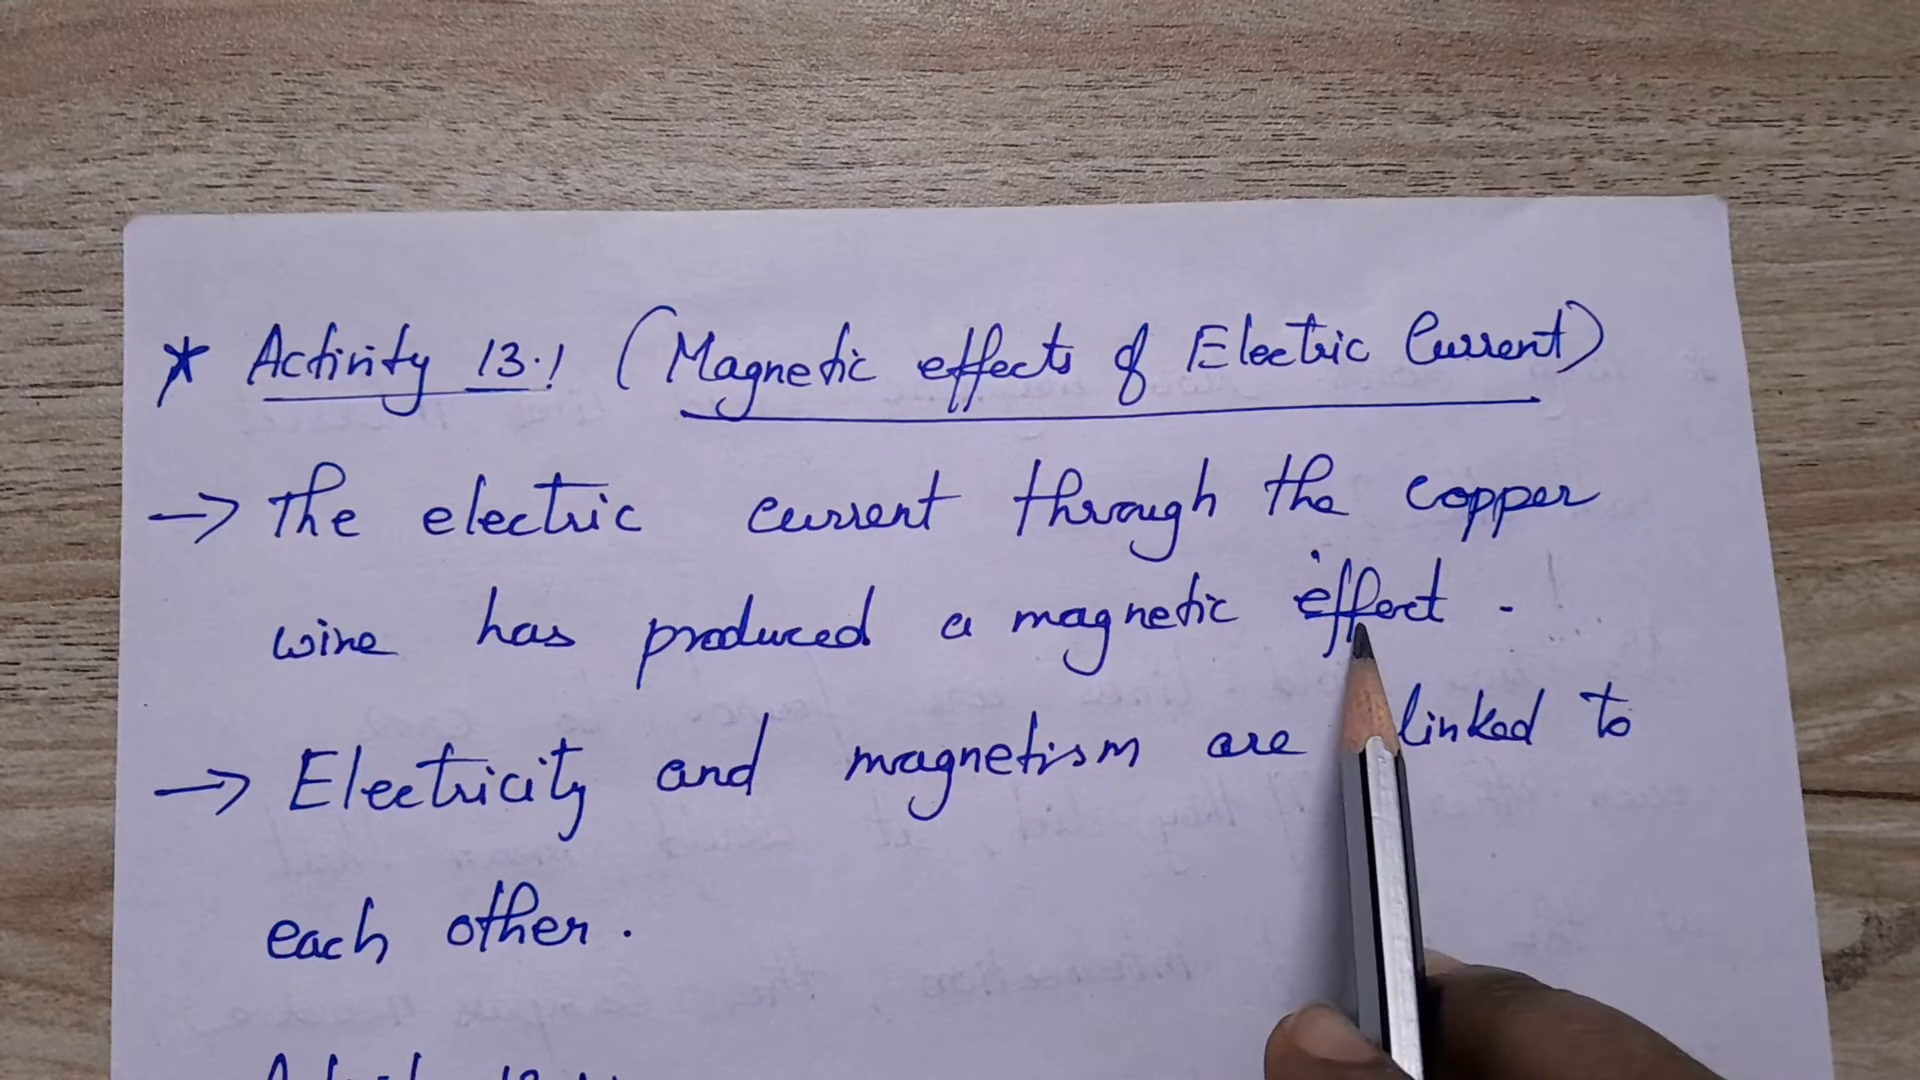 * Activity 13.1 (Magnetic effects of Electric Current)
→ The electric current through the copper
wire has produced a magnetic effect.
→ Electricity and magnetism are linked to
each other.